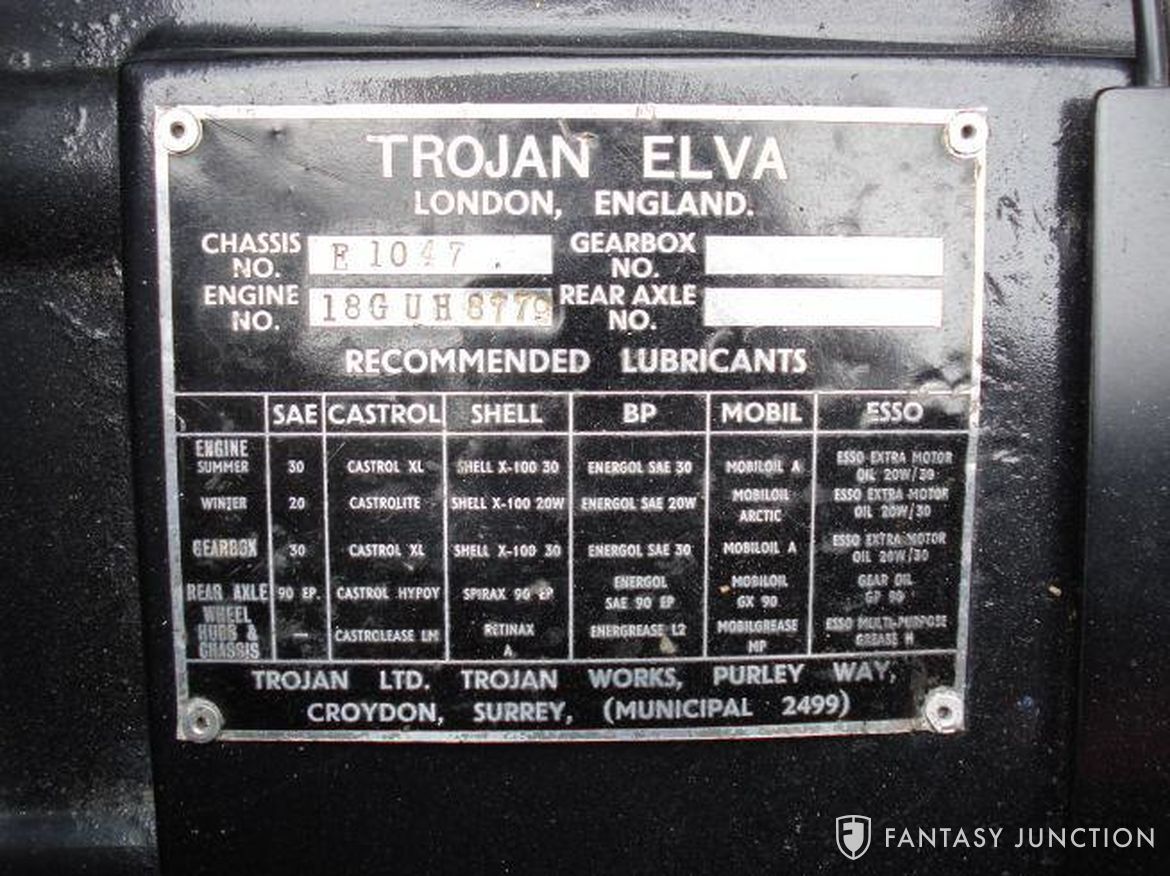 TROJAN ELVA
LONDON, ENGLAND.
CHASSIS NO. E 1047 GEARBOX NO.
ENGINE NO. 18G UH 8779 REAR AXLE NO.
RECOMMENDED LUBRICANTS
SAE CASTROL SHELL BP MOBIL ESSO
ENGINE
SUMMER 30 CASTROL XL SHELL X-100 30 ENERGOL SAE 30 MOBILOIL A ESSO EXTRA MOTOR OIL 20W/30
WINTER 20 CASTROLITE SHELL X-100 20W ENERGOL SAE 20W MOBILOIL ARCTIC ESSO EXTRA MOTOR OIL 20W/30
GEARBOX 30 CASTROL XL SHELL X-100 30 ENERGOL SAE 30 MOBILOIL A ESSO EXTRA MOTOR OIL 20W/30
REAR AXLE 90 EP. CASTROL HYPOY SPIRAX 90 EP ENERGOL SAE 90 EP MOBILOIL GX 90 GEAR OIL GP 90
WHEEL HUBS & CHASSIS — CASTROLEASE LM RETINAX A ENERGREASE L2 MOBILGREASE MP ESSO MULTI-PURPOSE GREASE H
TROJAN LTD. TROJAN WORKS, PURLEY WAY,
CROYDON, SURREY, (MUNICIPAL 2499)
FANTASY JUNCTION